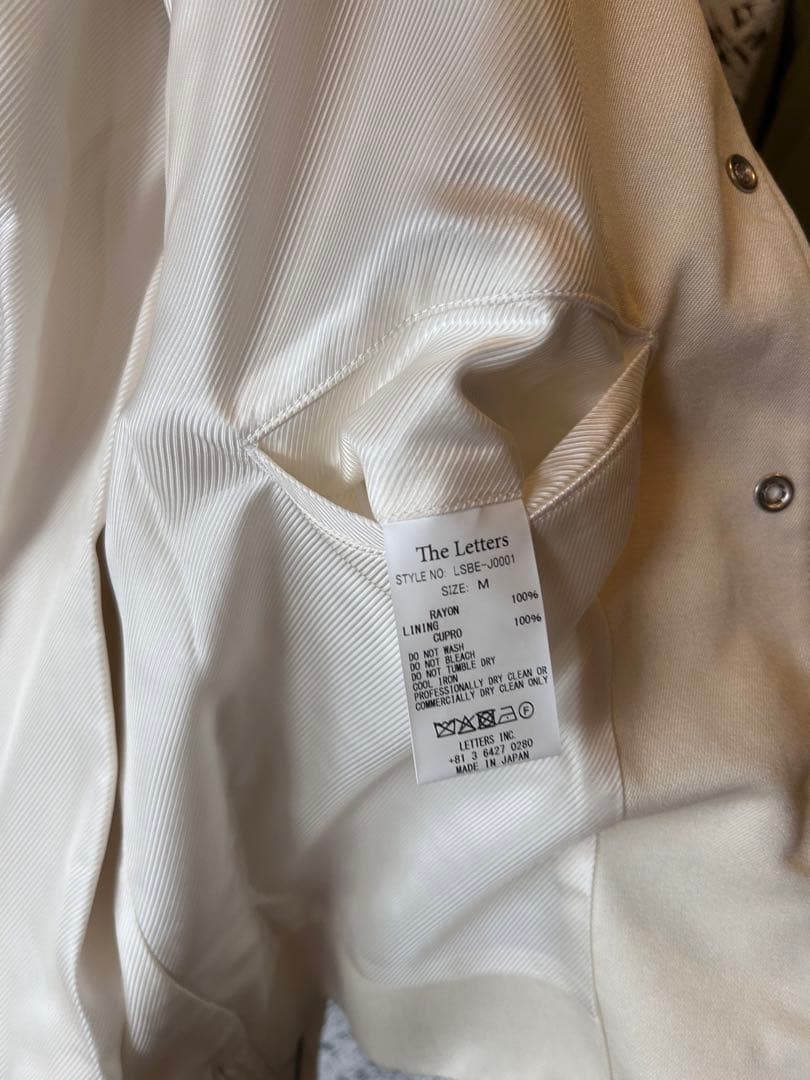 The Letters
STYLE NO: LSBE-J0001
SIZE: M
RAYON 100%
LINING
CUPRO 100%
DO NOT WASH
DO NOT BLEACH
DO NOT TUMBLE DRY
COOL IRON
PROFESSIONALLY DRY CLEAN OR
COMMERCIALLY DRY CLEAN ONLY
F
LETTERS INC.
+81 3 6427 0280
MADE IN JAPAN